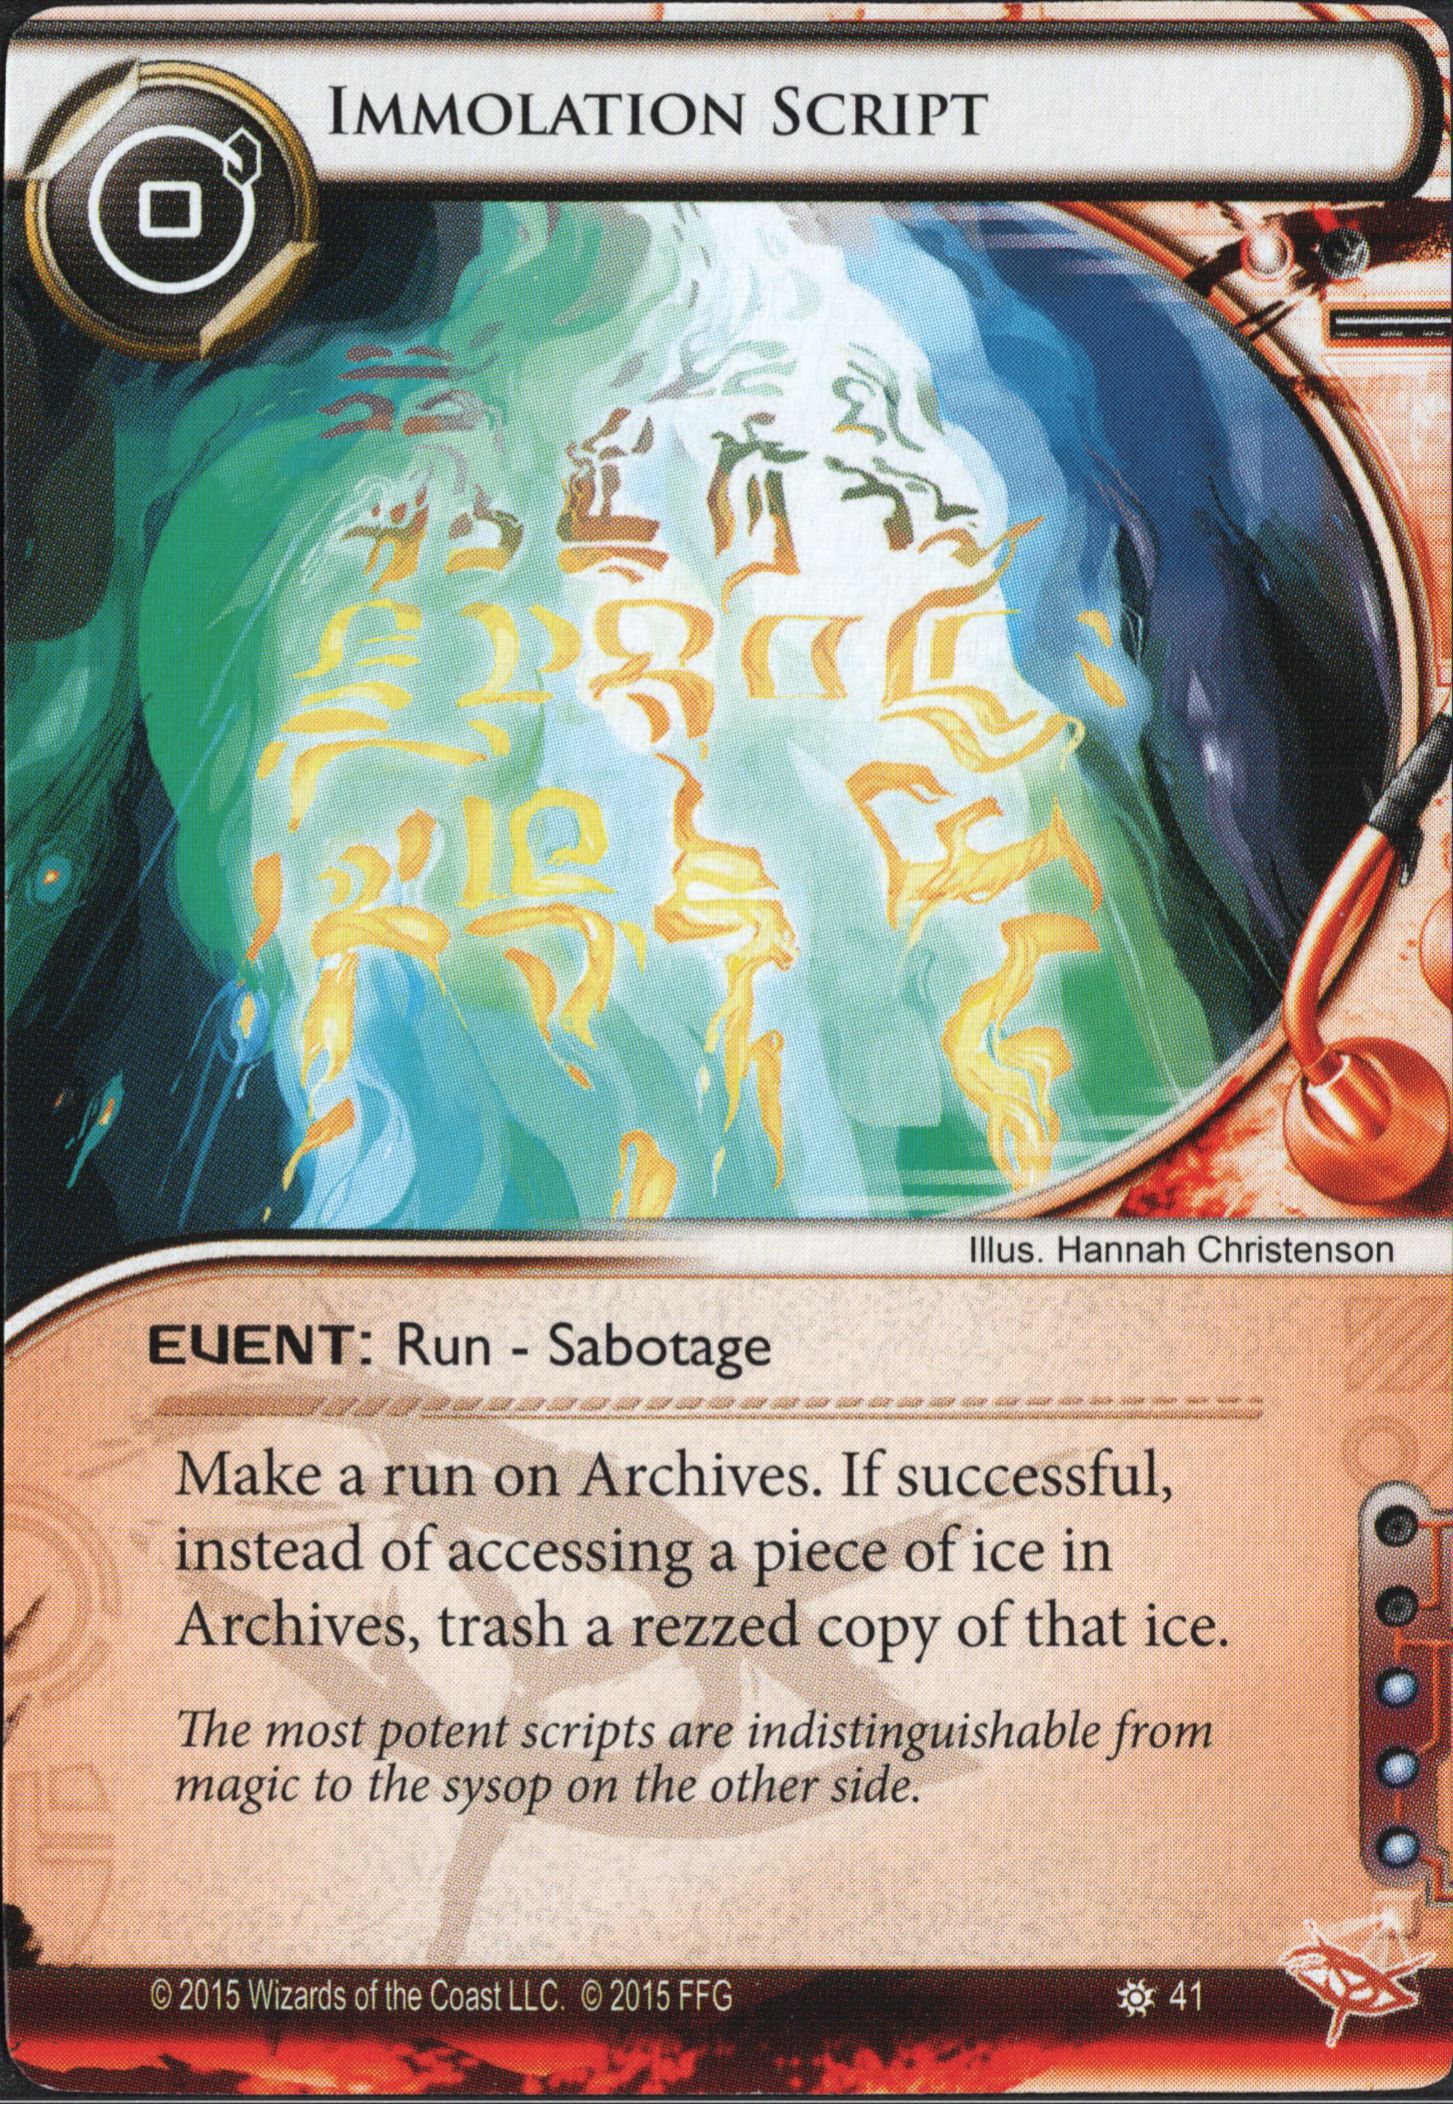 Immolation Script
0
Illus. Hannah Christenson
EVENT: Run - Sabotage
Make a run on Archives. If successful,
instead of accessing a piece of ice in
Archives, trash a rezzed copy of that ice.
The most potent scripts are indistinguishable from
magic to the sysop on the other side.
© 2015 Wizards of the Coast LLC. © 2015 FFG
41